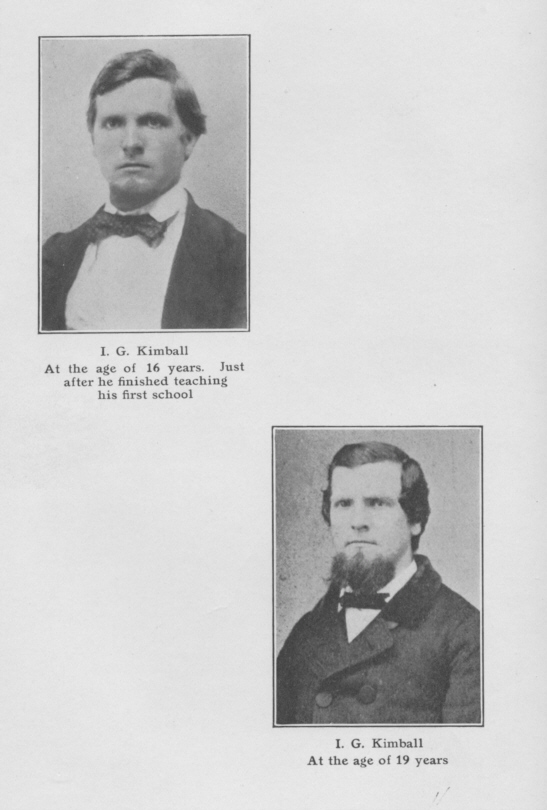 I. G. Kimball
At the age of 16 years. Just
after he finished teaching
his first school
I. G. Kimball
At the age of 19 years